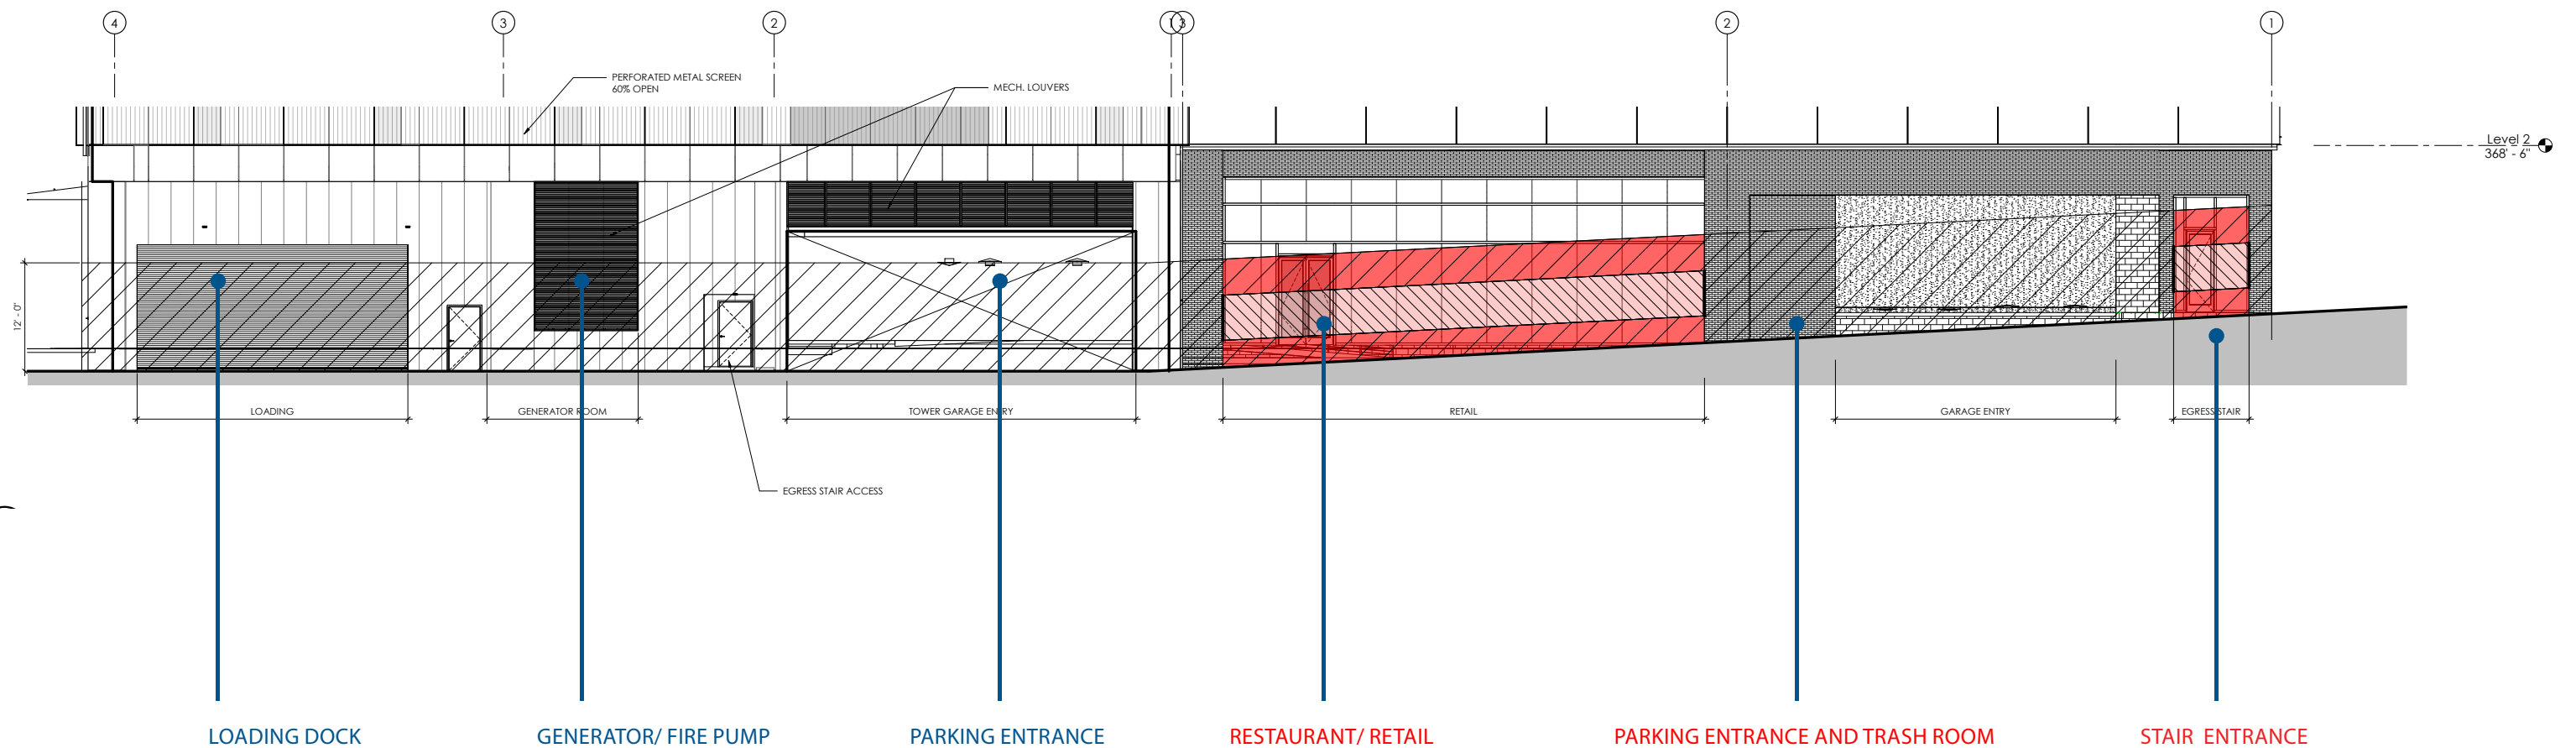 4
3
2
1
3
2
1
PERFORATED METAL SCREEN
60% OPEN
MECH. LOUVERS
Level 2
368' - 6"
12' - 0"
LOADING
GENERATOR ROOM
TOWER GARAGE ENTRY
RETAIL
GARAGE ENTRY
EGRESS STAIR
EGRESS STAIR ACCESS
LOADING DOCK
GENERATOR/ FIRE PUMP
PARKING ENTRANCE
RESTAURANT/ RETAIL
PARKING ENTRANCE AND TRASH ROOM
STAIR ENTRANCE